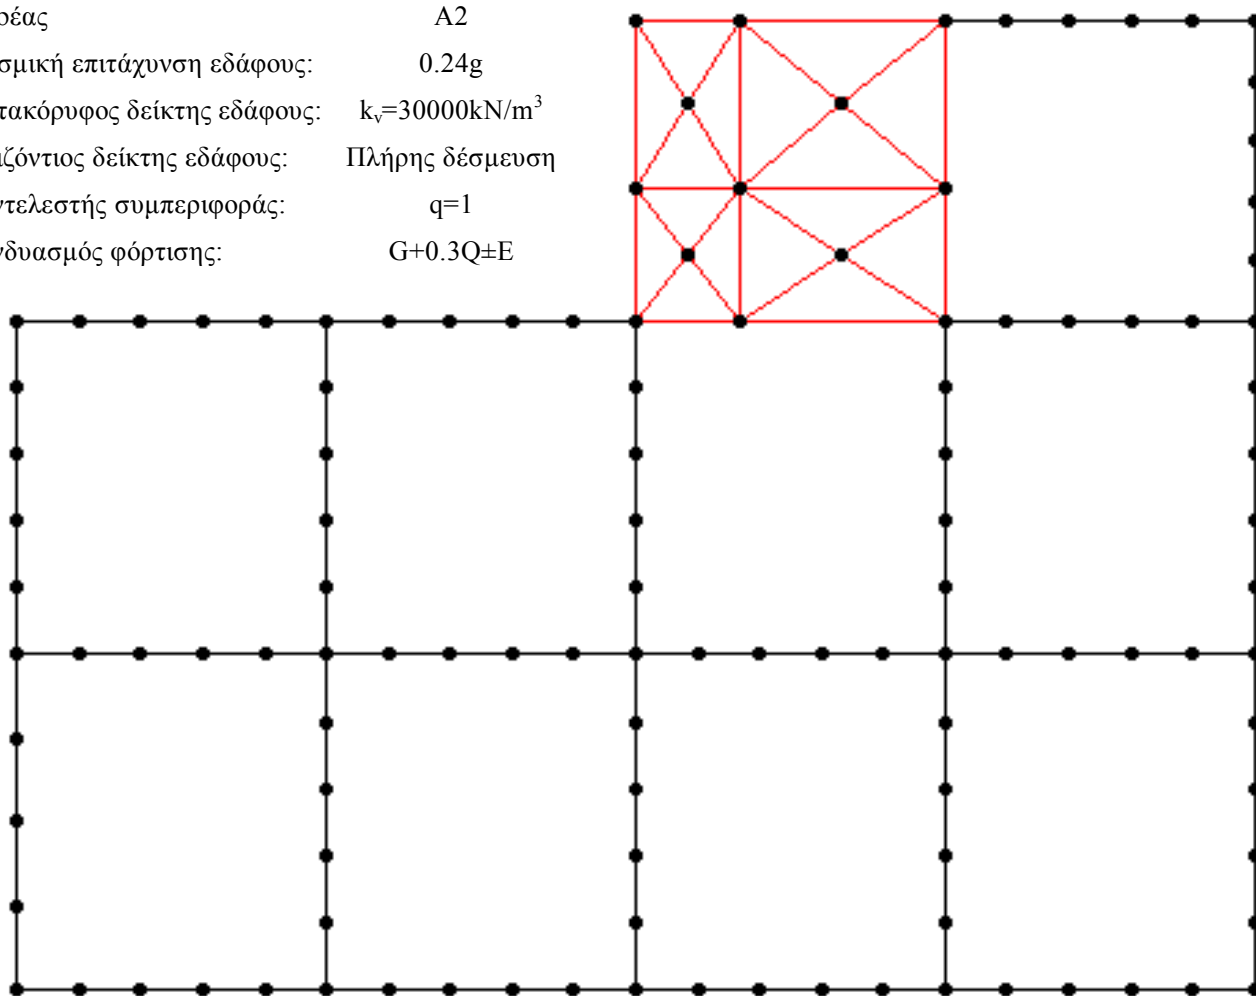 ρέας A2
σμική επιτάχυνση εδάφους: 0.24g
τακόρυφος δείκτης εδάφους: kᵥ=30000kN/m³
ιζόντιος δείκτης εδάφους: Πλήρης δέσμευση
ντελεστής συμπεριφοράς: q=1
νδυασμός φόρτισης: G+0.3Q±E